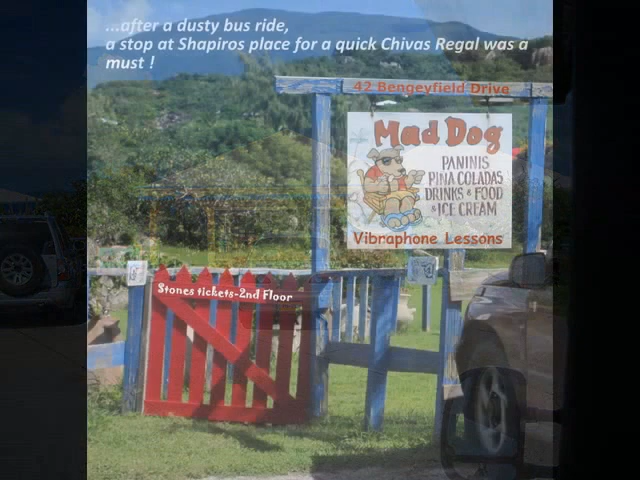 ...after a dusty bus ride,
a stop at Shapiros place for a quick Chivas Regal was a
must !
42 Bengeyfield Drive
Mad Dog
PANINIS
PINA COLADAS
DRINKS & FOOD
& ICE CREAM
Vibraphone Lessons
Stones tickets-2nd Floor